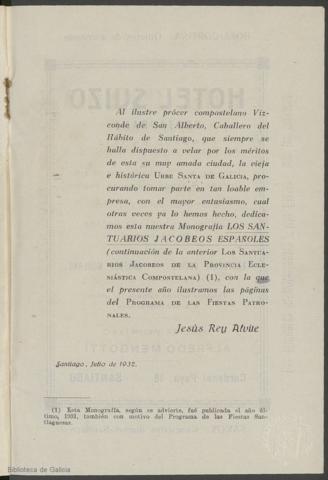 Al ilustre prócer compostelano Viz-
conde de San Alberto, Caballero del
Hábito de Santiago, que siempre se
halla dispuesto a velar por los méritos
de esta su muy amada ciudad, la vieja
e histórica URBE SANTA DE GALICIA, pro-
curando tomar parte en tan loable em-
presa, con el mayor entusiasmo, cual
otras veces ya lo hemos hecho, dedica-
mos esta nuestra Monografía LOS SAN-
TUARIOS JACOBEOS ESPAÑOLES
(continuación de la anterior LOS SANTUA-
RIOS JACOBEOS DE LA PROVINCIA ECLE-
SIÁSTICA COMPOSTELANA) (1), con la que
el presente año ilustramos las páginas
del PROGRAMA DE LAS FIESTAS PATRO-
NALES.
Jesús Rey Alvite
Santiago, Julio de 1932.
(1) Esta Monografía, según se advierte, fué publicada el año úl-
timo, 1931, también con motivo del Programa de las Fiestas San-
tiaguesas.
Biblioteca de Galicia